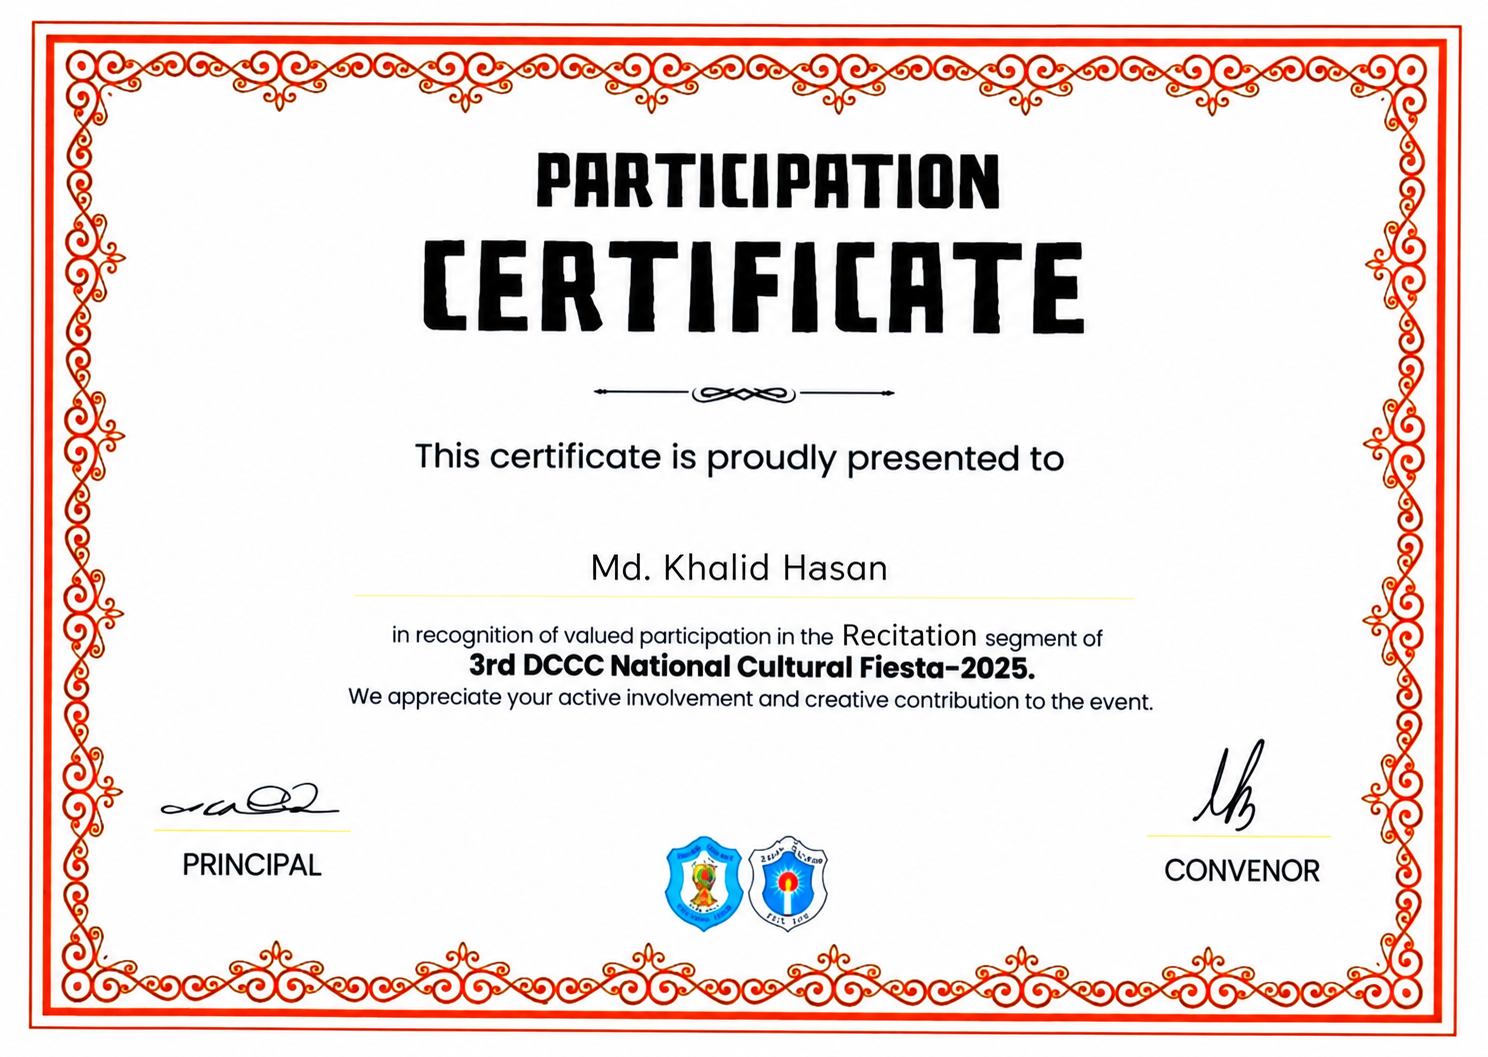 PARTICIPATION
CERTIFICATE
This certificate is proudly presented to
Md. Khalid Hasan
in recognition of valued participation in the Recitation segment of
3rd DCCC National Cultural Fiesta-2025.
We appreciate your active involvement and creative contribution to the event.
PRINCIPAL
CONVENOR